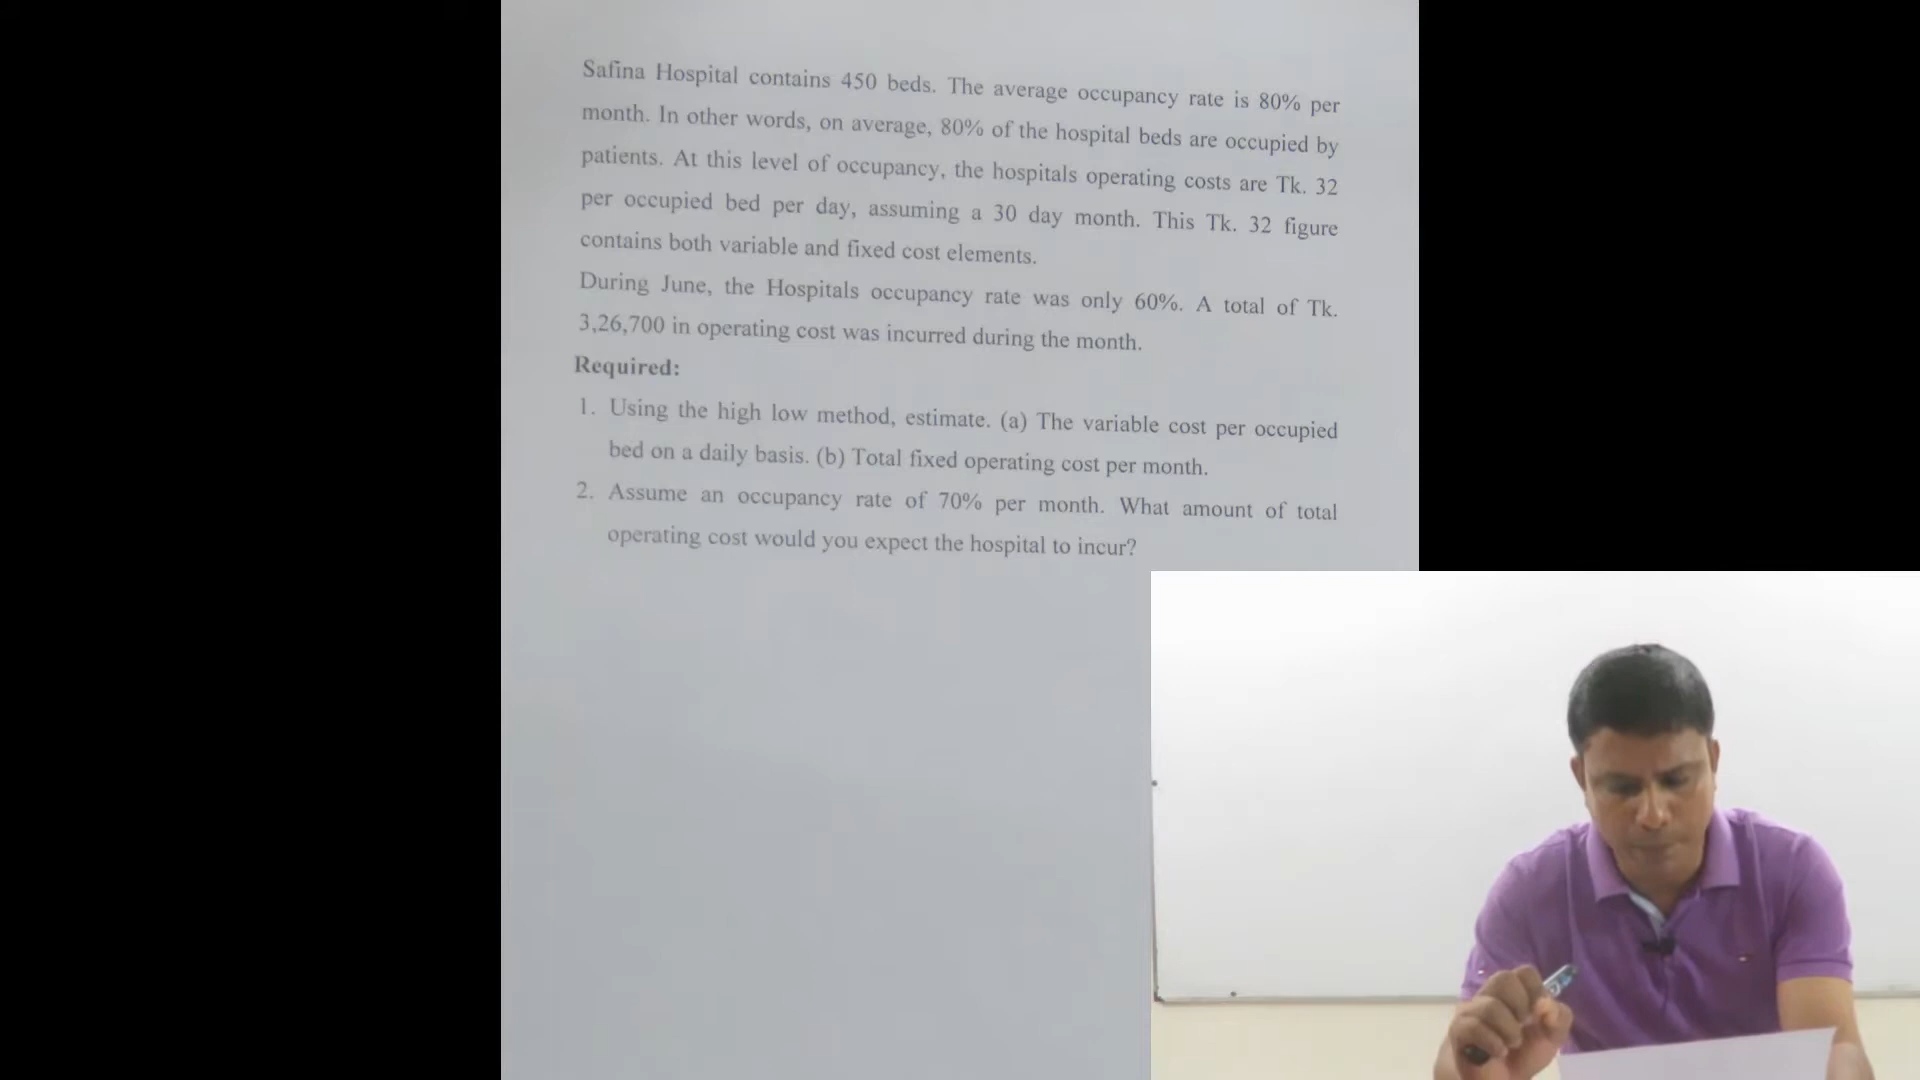 Safina Hospital contains 450 beds. The average occupancy rate is 80% per
month. In other words, on average, 80% of the hospital beds are occupied by
patients. At this level of occupancy, the hospitals operating costs are Tk. 32
per occupied bed per day, assuming a 30 day month. This Tk. 32 figure
contains both variable and fixed cost elements.
During June, the Hospitals occupancy rate was only 60%. A total of Tk.
3,26,700 in operating cost was incurred during the month.
Required:
1. Using the high low method, estimate. (a) The variable cost per occupied
bed on a daily basis. (b) Total fixed operating cost per month.
2. Assume an occupancy rate of 70% per month. What amount of total
operating cost would you expect the hospital to incur?